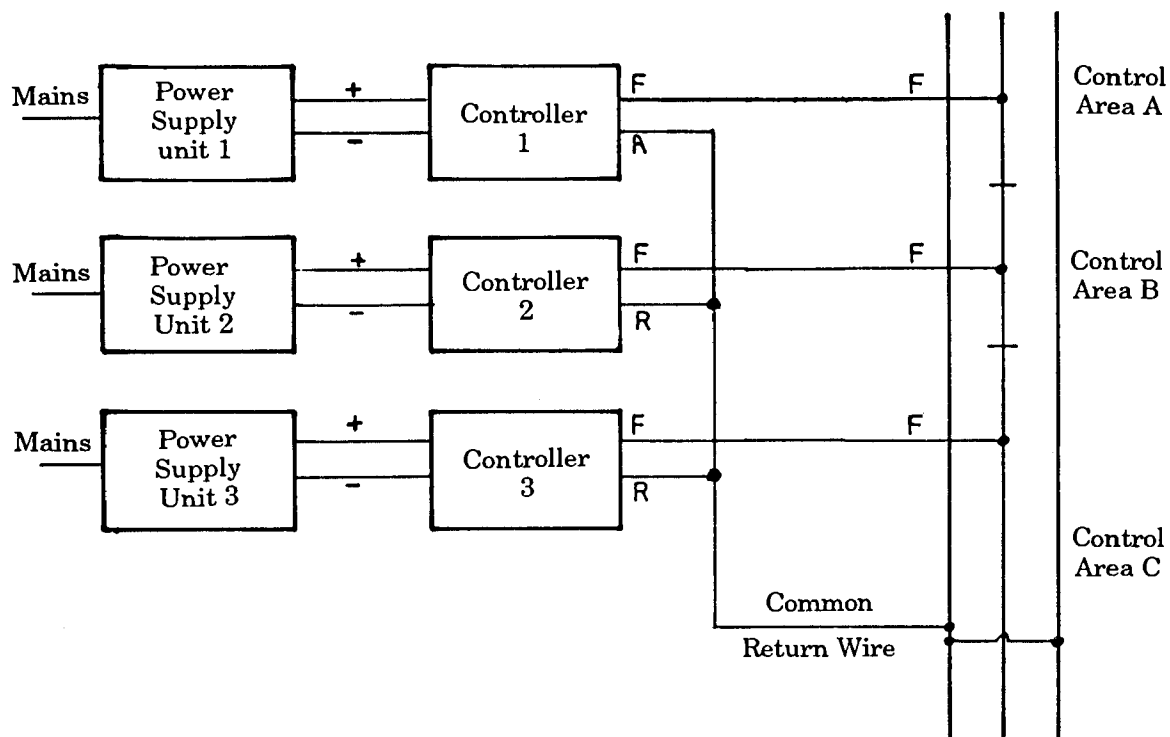 Mains
Power
Supply
unit 1
+
−
Controller
1
F
A
F
Control
Area A
Mains
Power
Supply
Unit 2
+
−
Controller
2
F
R
F
Control
Area B
Mains
Power
Supply
Unit 3
+
−
Controller
3
F
R
F
Control
Area C
Common
Return Wire